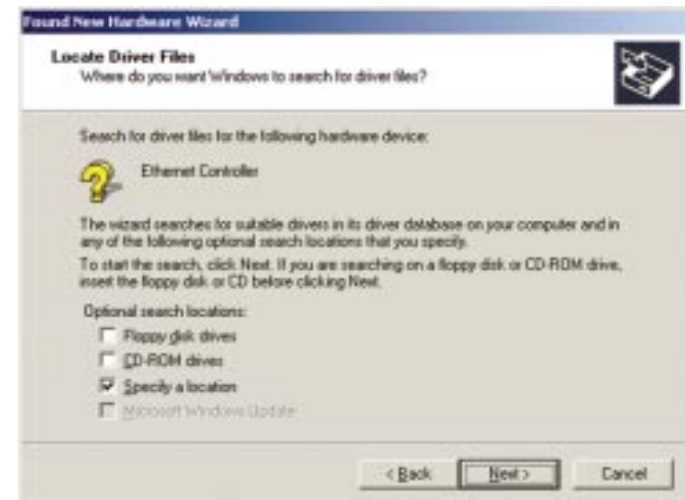 Found New Hardware Wizard
Locate Driver Files
Where do you want Windows to search for driver files?
Search for driver files for the following hardware device:
Ethernet Controller
The wizard searches for suitable drivers in its driver database on your computer and in
any of the following optional search locations that you specify.
To start the search, click Next. If you are searching on a floppy disk or CD-ROM drive,
insert the floppy disk or CD before clicking Next.
Optional search locations:
Floppy disk drives
CD-ROM drives
Specify a location
Microsoft Windows Update
< Back
Next >
Cancel